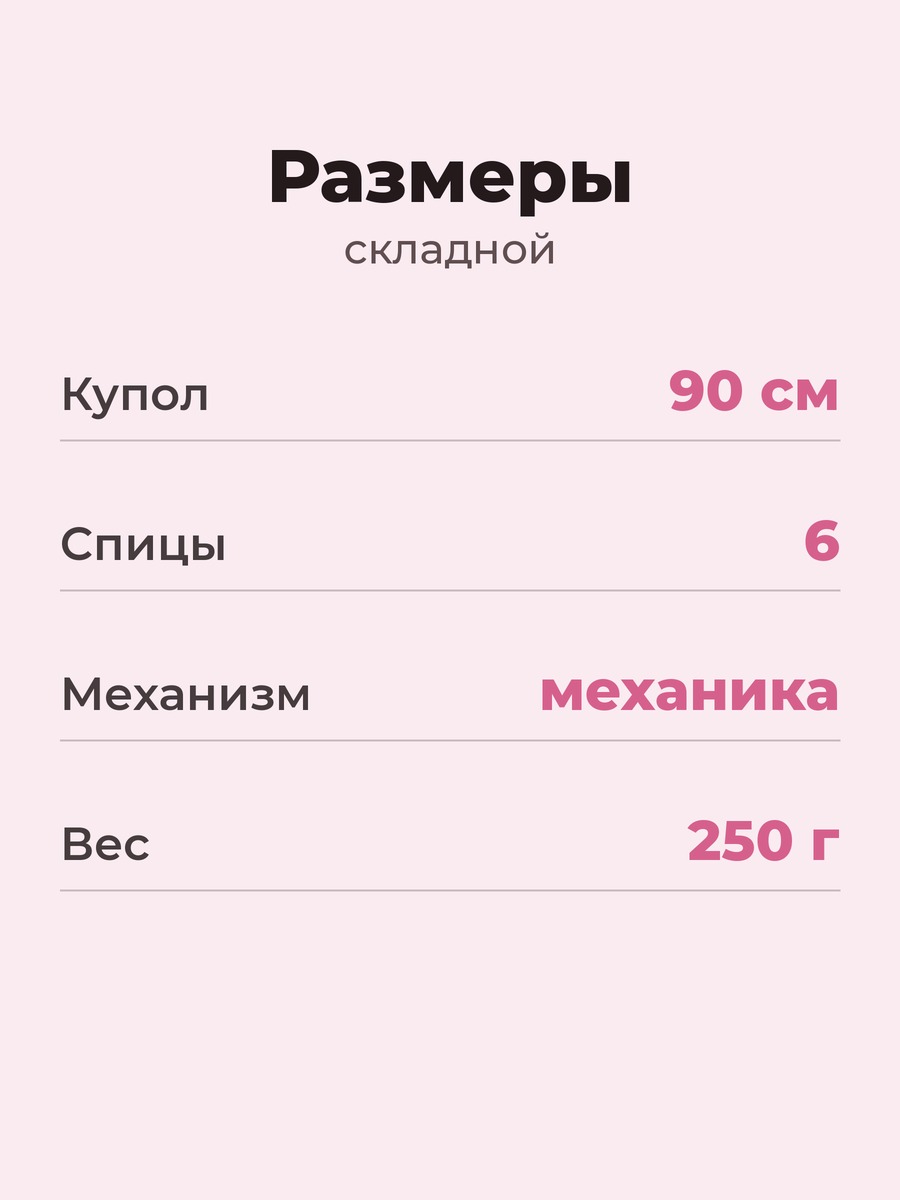 Размеры
складной
Купол 90 см
Спицы 6
Механизм механика
Вес 250 г